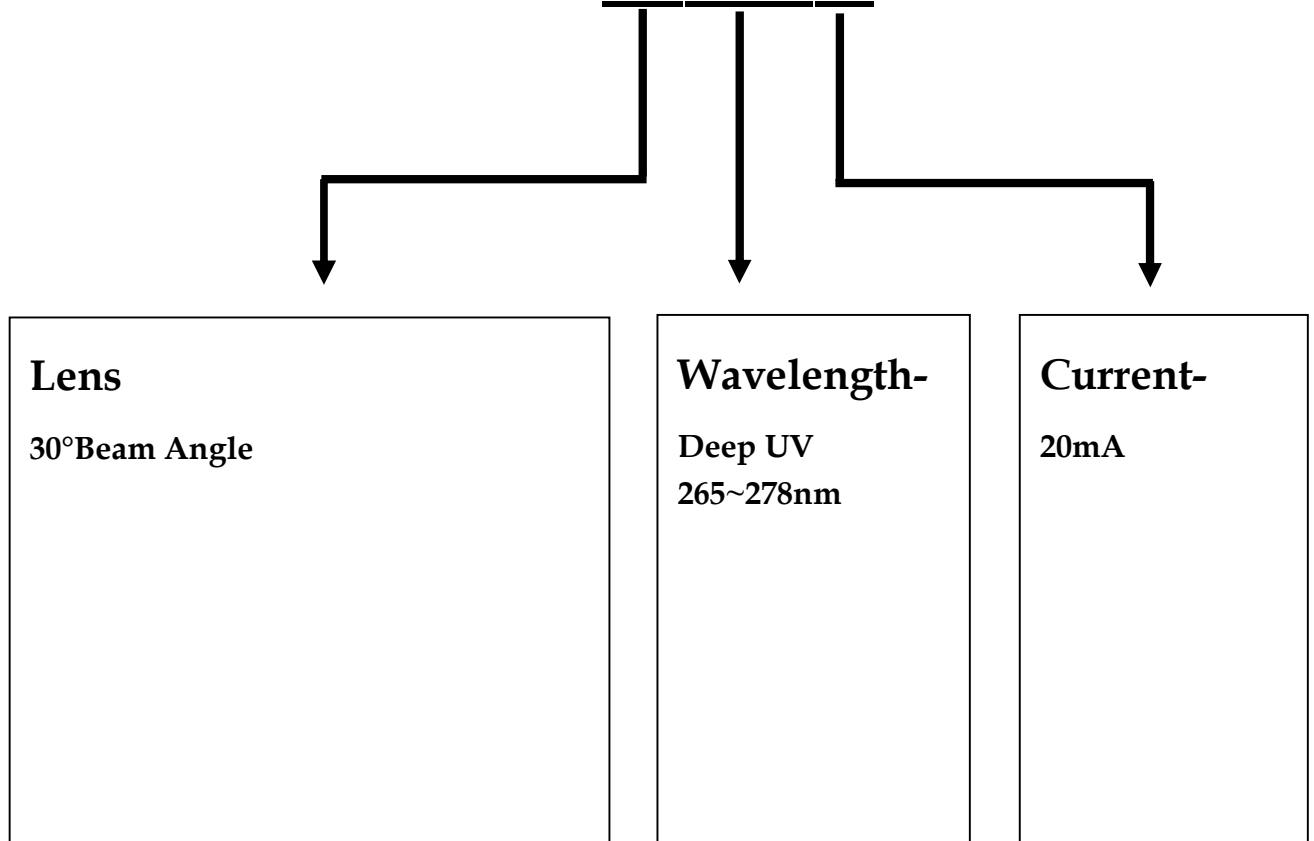 Lens
30°Beam Angle
Wavelength-
Deep UV
265~278nm
Current-
20mA